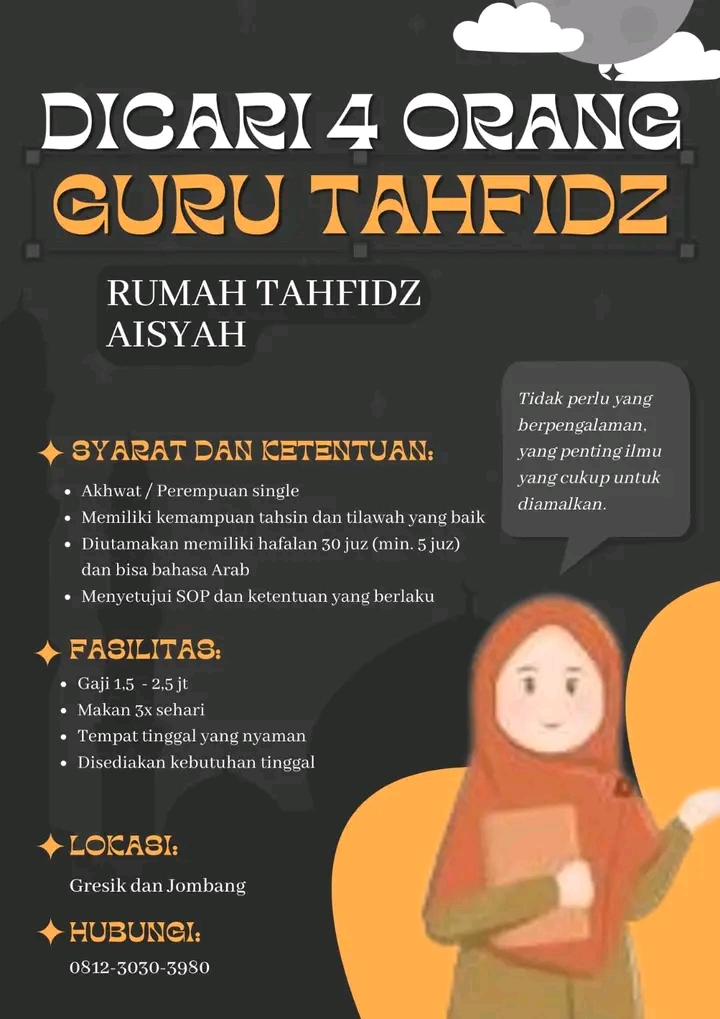 DICARI 4 ORANG
GURU TAHFIDZ
RUMAH TAHFIDZ
AISYAH
Tidak perlu yang
berpengalaman,
yang penting ilmu
yang cukup untuk
diamalkan.
SYARAT DAN KETENTUAN:
• Akhwat / Perempuan single
• Memiliki kemampuan tahsin dan tilawah yang baik
• Diutamakan memiliki hafalan 30 juz (min. 5 juz)
dan bisa bahasa Arab
• Menyetujui SOP dan ketentuan yang berlaku
FASILITAS:
• Gaji 1,5 - 2,5 jt
• Makan 3x sehari
• Tempat tinggal yang nyaman
• Disediakan kebutuhan tinggal
LOKASI:
Gresik dan Jombang
HUBUNGI:
0812-3030-3980